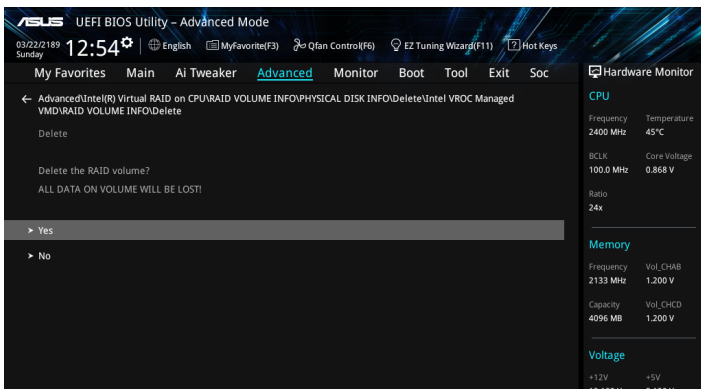 ASUS UEFI BIOS Utility – Advanced Mode
03/22/2189 Sunday 12:54 English MyFavorite(F3) Qfan Control(F6) EZ Tuning Wizard(F11) Hot Keys
My Favorites Main Ai Tweaker Advanced Monitor Boot Tool Exit Soc
Advanced\Intel(R) Virtual RAID on CPU\RAID VOLUME INFO\PHYSICAL DISK INFO\Delete\Intel VROC Managed
VMD\RAID VOLUME INFO\Delete
Delete
Delete the RAID volume?
ALL DATA ON VOLUME WILL BE LOST!
Yes
No
Hardware Monitor
CPU
Frequency Temperature
2400 MHz 45°C
BCLK Core Voltage
100.0 MHz 0.868 V
Ratio
24x
Memory
Frequency Vol_CHAB
2133 MHz 1.200 V
Capacity Vol_CHCD
4096 MB 1.200 V
Voltage
+12V +5V